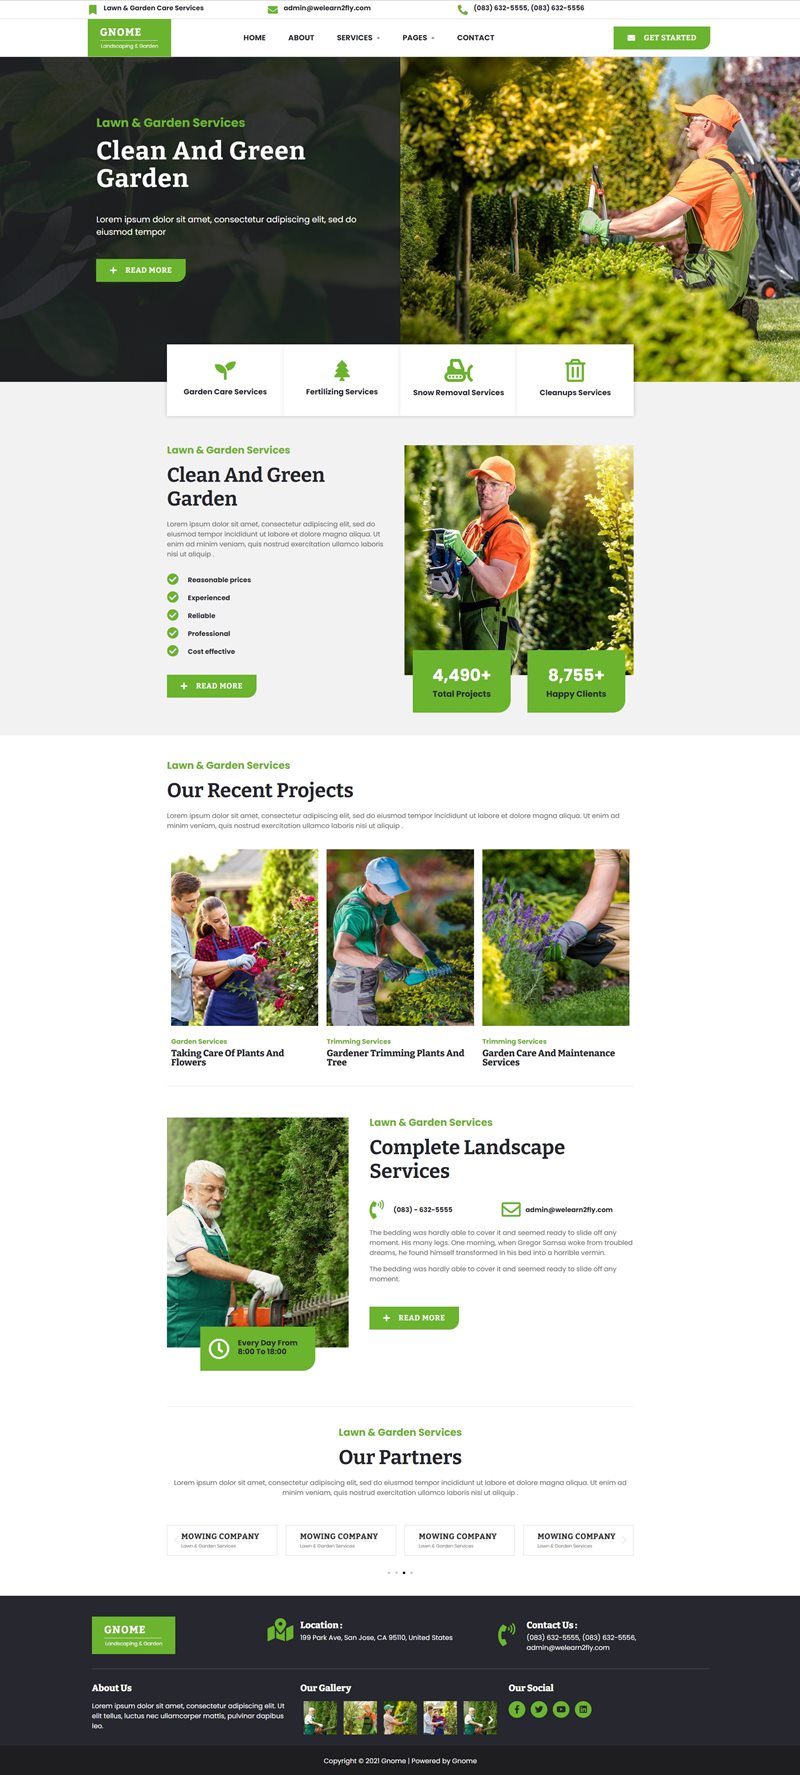 Lawn & Garden Care Services
admin@welearn2fly.com
(083) 632-5555, (083) 632-5556
GNOME
Landscaping & Garden
HOME
ABOUT
SERVICES
PAGES
CONTACT
GET STARTED
Lawn & Garden Services
Clean And Green
Garden
Lorem ipsum dolor sit amet, consectetur adipiscing elit, sed do
eiusmod tempor
READ MORE
Garden Care Services
Fertilizing Services
Snow Removal Services
Cleanups Services
Lawn & Garden Services
Clean And Green
Garden
Lorem ipsum dolor sit amet, consectetur adipiscing elit, sed do
eiusmod tempor incididunt ut labore et dolore magna aliqua. Ut
enim ad minim veniam, quis nostrud exercitation ullamco laboris
nisi ut aliquip .
Reasonable prices
Experienced
Reliable
Professional
Cost effective
READ MORE
4,490+
Total Projects
8,755+
Happy Clients
Lawn & Garden Services
Our Recent Projects
Lorem ipsum dolor sit amet, consectetur adipiscing elit, sed do eiusmod tempor incididunt ut labore et dolore magna aliqua. Ut enim ad
minim veniam, quis nostrud exercitation ullamco laboris nisi ut aliquip .
Garden Services
Taking Care Of Plants And
Flowers
Trimming Services
Gardener Trimming Plants And
Tree
Trimming Services
Garden Care And Maintenance
Services
Lawn & Garden Services
Complete Landscape
Services
(083) - 632-5555
admin@welearn2fly.com
The bedding was hardly able to cover it and seemed ready to slide off any
moment. His many legs. One morning, when Gregor Samsa woke from troubled
dreams, he found himself transformed in his bed into a horrible vermin.
The bedding was hardly able to cover it and seemed ready to slide off any
moment.
READ MORE
Every Day From
8:00 To 18:00
Lawn & Garden Services
Our Partners
Lorem ipsum dolor sit amet, consectetur adipiscing elit, sed do eiusmod tempor incididunt ut labore et dolore magna aliqua. Ut enim ad
minim veniam, quis nostrud exercitation ullamco laboris nisi ut aliquip .
MOWING COMPANY
Lawn & Garden Services
MOWING COMPANY
Lawn & Garden Services
MOWING COMPANY
Lawn & Garden Services
MOWING COMPANY
Lawn & Garden Services
GNOME
Landscaping & Garden
Location :
199 Park Ave, San Jose, CA 95110, United States
Contact Us :
(083) 632-5555, (083) 632-5556,
admin@welearn2fly.com
About Us
Lorem ipsum dolor sit amet, consectetur adipiscing elit. Ut
elit tellus, luctus nec ullamcorper mattis, pulvinar dapibus
leo.
Our Gallery
Our Social
Copyright © 2021 Gnome | Powered by Gnome